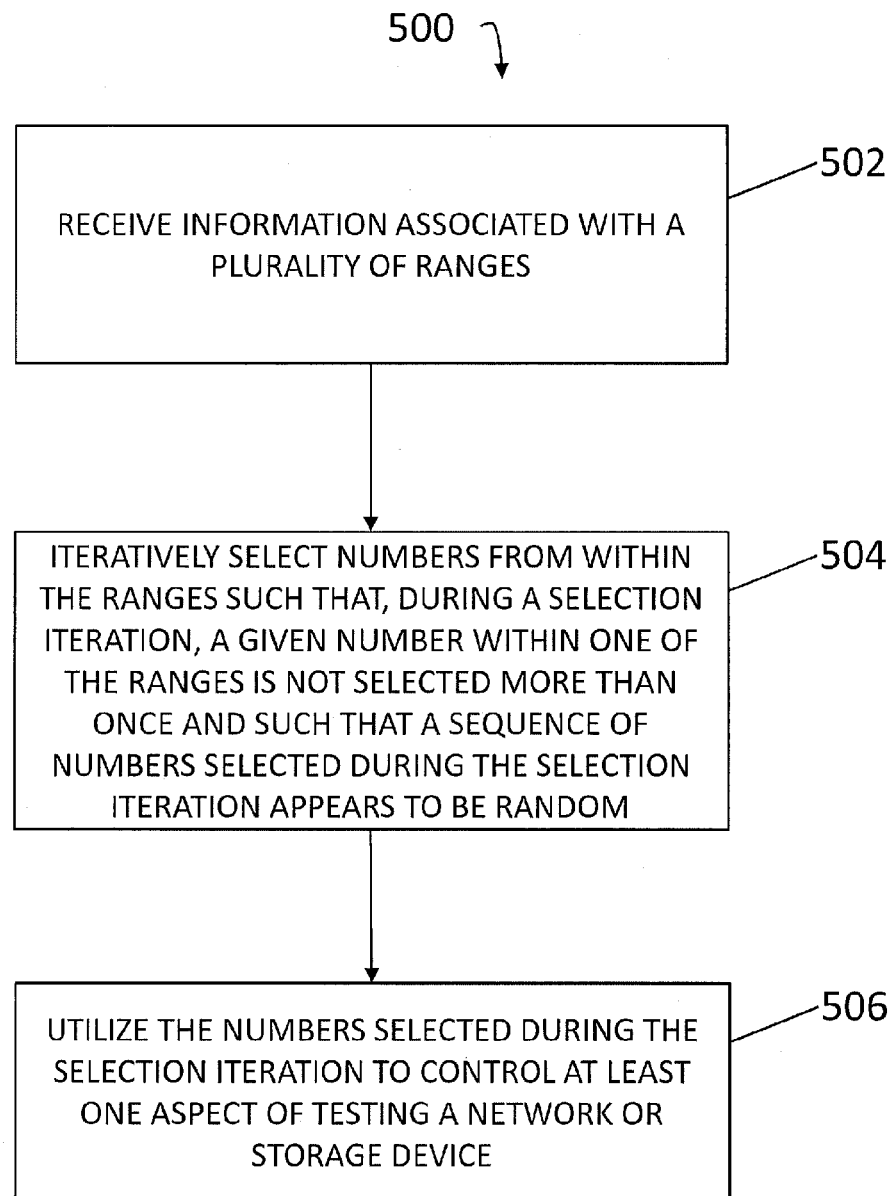 500
502
RECEIVE INFORMATION ASSOCIATED WITH A
PLURALITY OF RANGES
504
ITERATIVELY SELECT NUMBERS FROM WITHIN
THE RANGES SUCH THAT, DURING A SELECTION
ITERATION, A GIVEN NUMBER WITHIN ONE OF
THE RANGES IS NOT SELECTED MORE THAN
ONCE AND SUCH THAT A SEQUENCE OF
NUMBERS SELECTED DURING THE SELECTION
ITERATION APPEARS TO BE RANDOM
506
UTILIZE THE NUMBERS SELECTED DURING THE
SELECTION ITERATION TO CONTROL AT LEAST
ONE ASPECT OF TESTING A NETWORK OR
STORAGE DEVICE